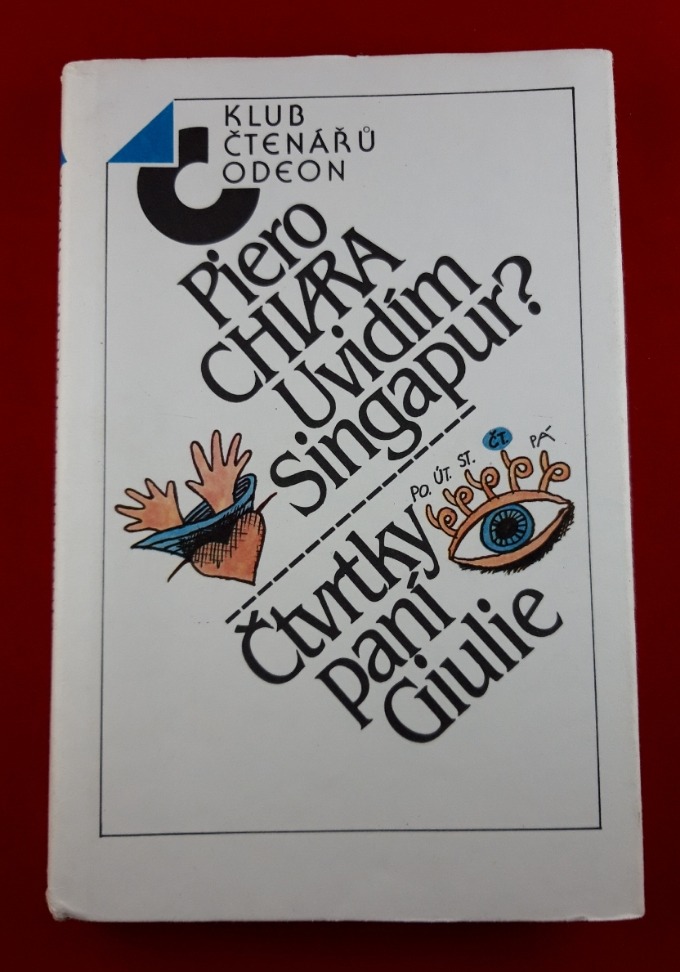 KLUB
ČTENÁŘŮ
ODEON
Piero
CHIARA
Uvidím
Singapur?
PO. ÚT. ST. ČT. PÁ
Čtvrtky
paní
Giulie